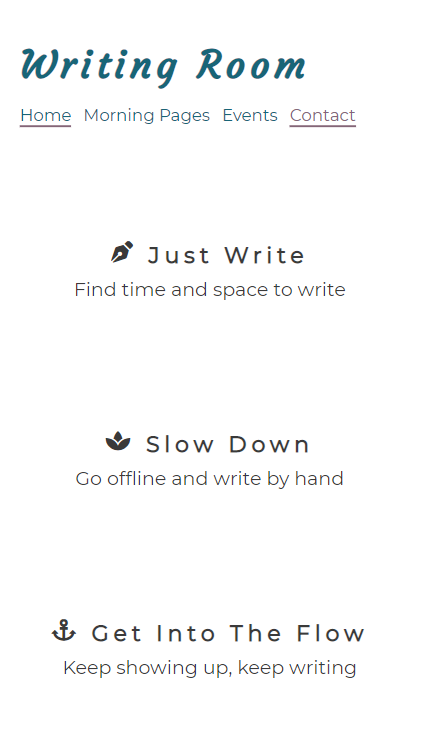 Writing Room
Home Morning Pages Events Contact
Just Write
Find time and space to write
Slow Down
Go offline and write by hand
Get Into The Flow
Keep showing up, keep writing